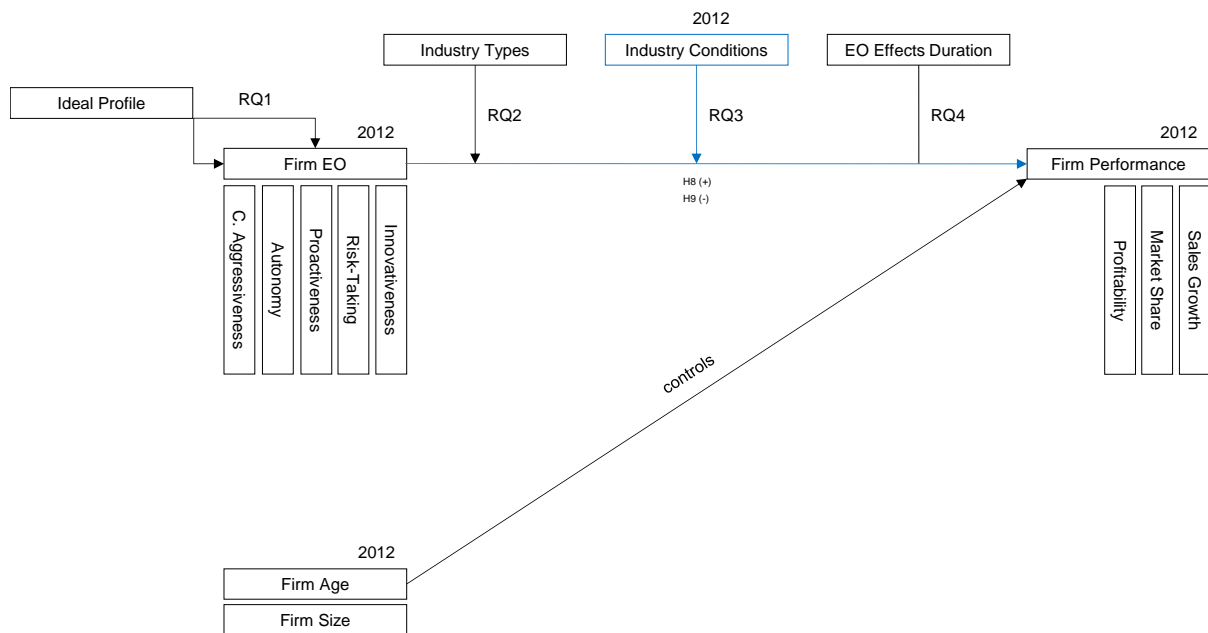 2012
Industry Types
Industry Conditions
EO Effects Duration
Ideal Profile
RQ1
RQ2
RQ3
RQ4
2012
2012
Firm EO
Firm Performance
H8 (+)
H9 (-)
C. Aggressiveness
Autonomy
Proactiveness
Risk-Taking
Innovativeness
Profitability
Market Share
Sales Growth
controls
2012
Firm Age
Firm Size